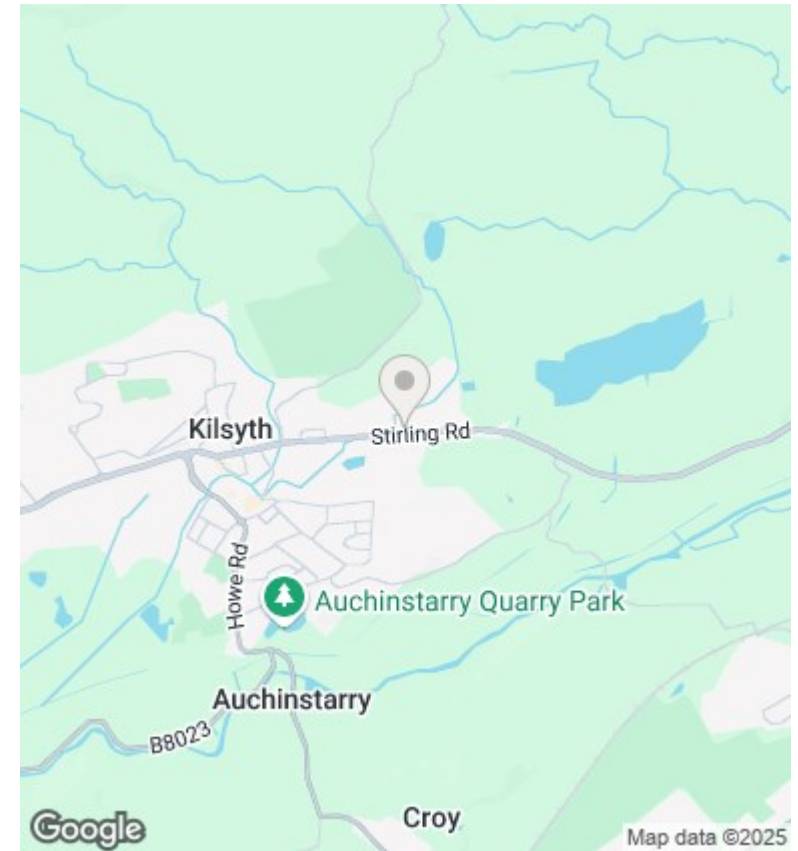 Kilsyth
Stirling Rd
Howe Rd
Auchinstarry Quarry Park
Auchinstarry
B8023
Croy
Google
Map data ©2025